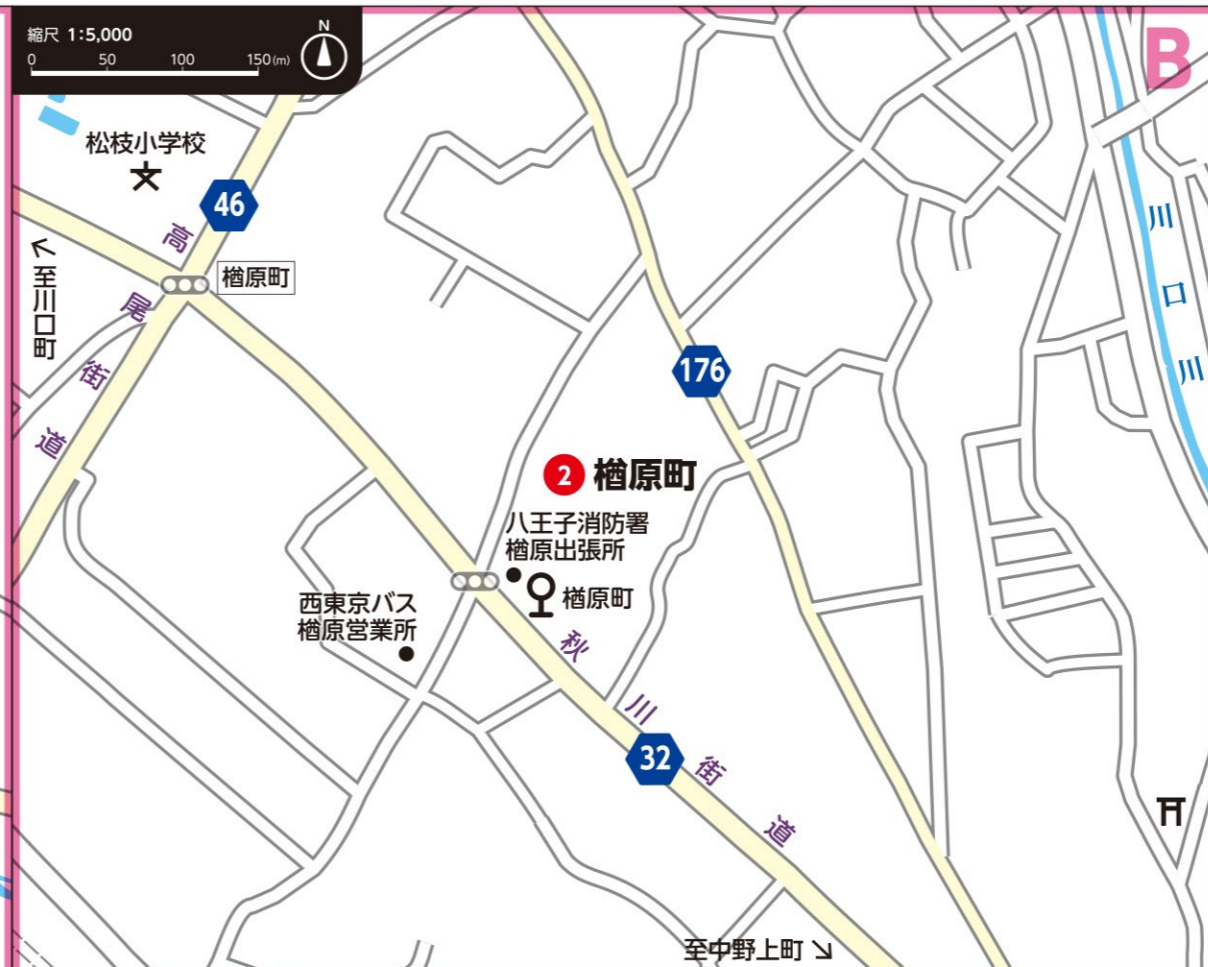 縮尺 1:5,000
0 50 100 150(m)
N
B
松枝小学校
46
高尾街道
楢原町
←至川口町
川口川
176
2 楢原町
八王子消防署
楢原出張所
楢原町
西東京バス
楢原営業所
秋川街道
32
至中野上町↘